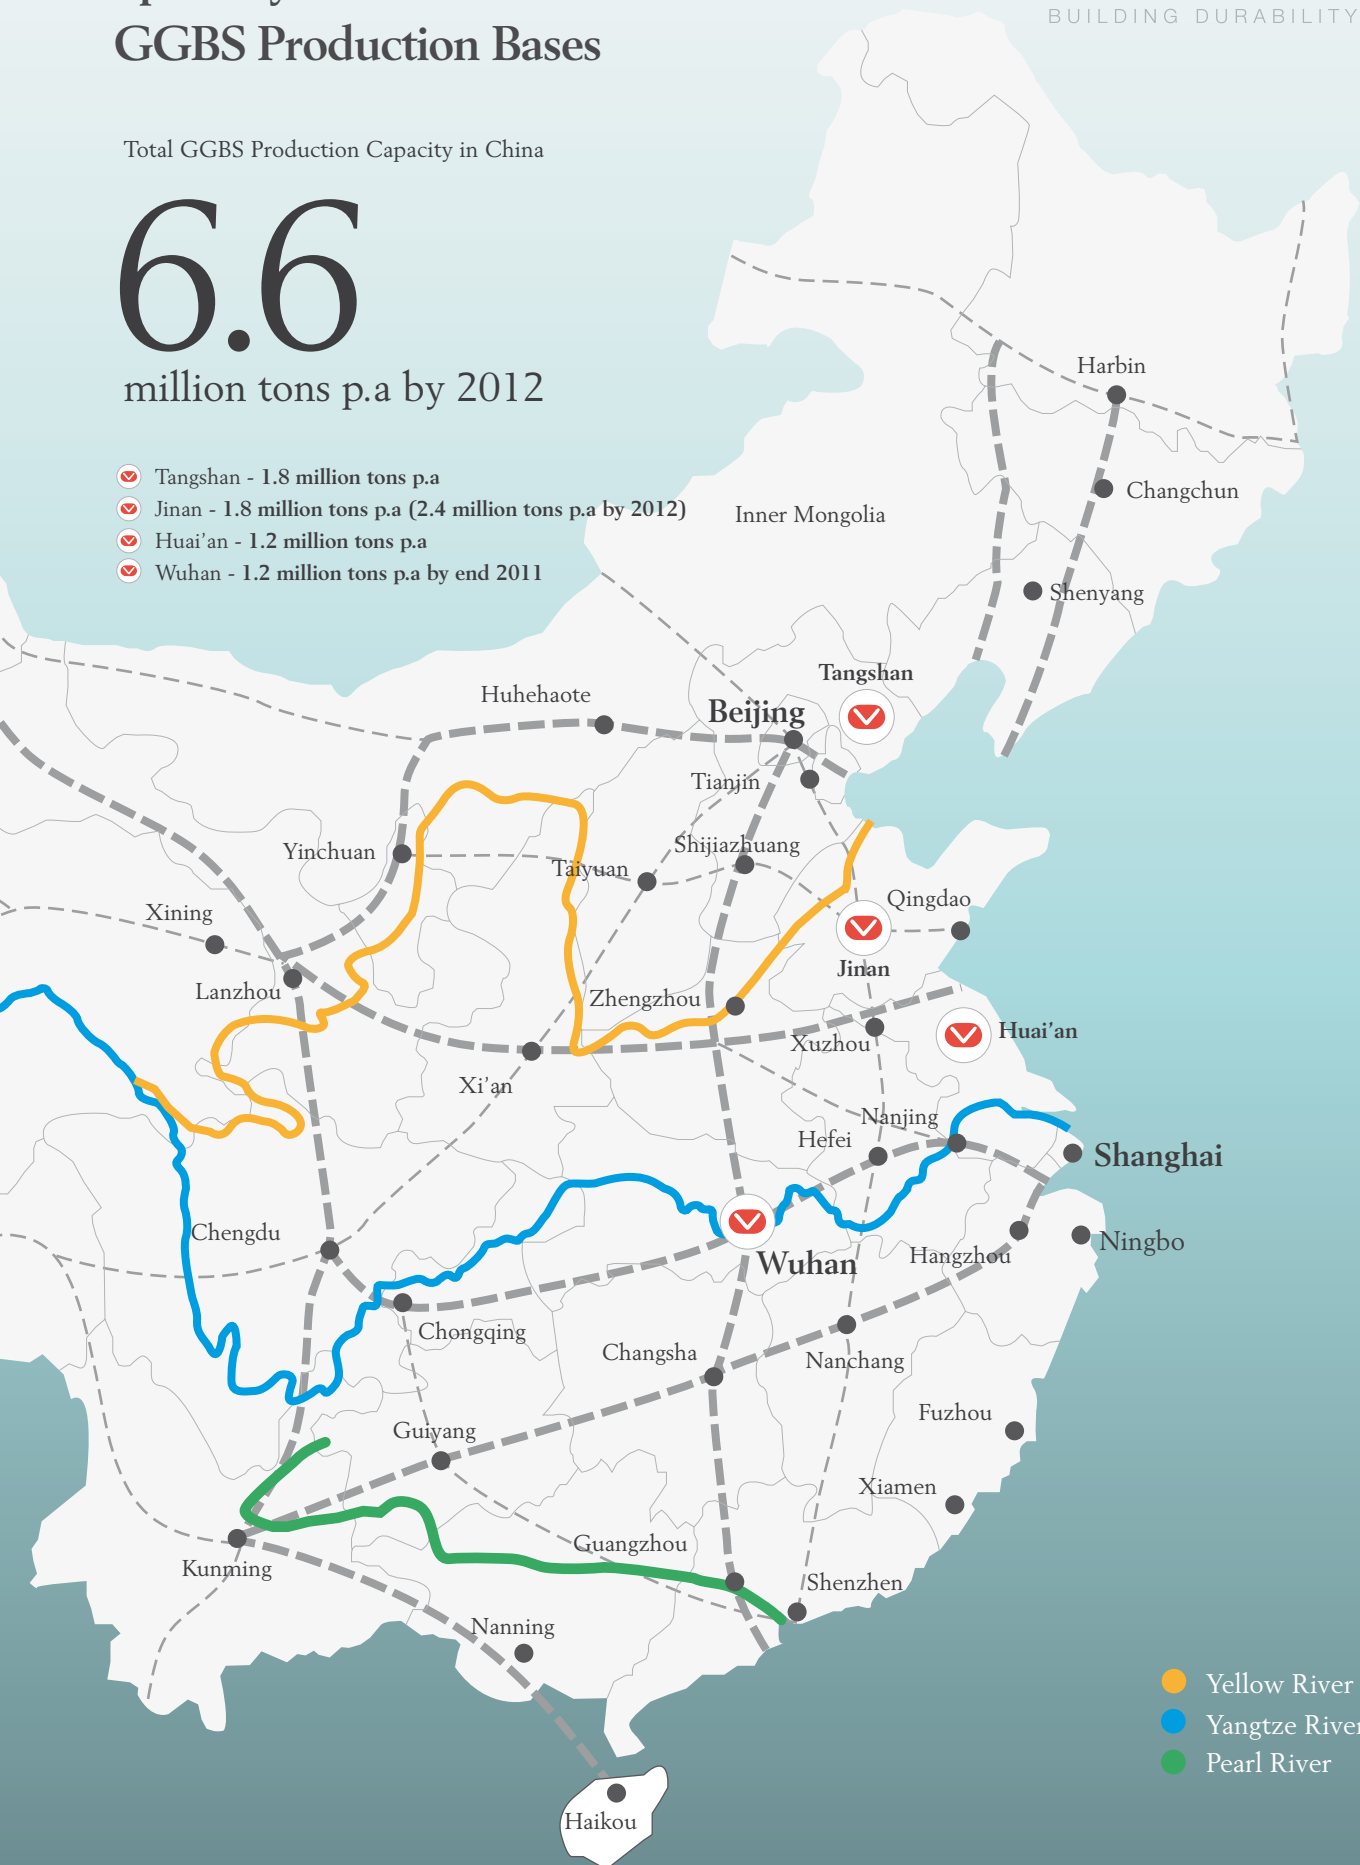 BUILDING DURABILITY
GGBS Production Bases
Total GGBS Production Capacity in China
6.6
million tons p.a by 2012
Tangshan - 1.8 million tons p.a
Jinan - 1.8 million tons p.a (2.4 million tons p.a by 2012)
Huai’an - 1.2 million tons p.a
Wuhan - 1.2 million tons p.a by end 2011
Harbin
Changchun
Inner Mongolia
Shenyang
Tangshan
Huhehaote
Beijing
Tianjin
Shijiazhuang
Yinchuan
Taiyuan
Qingdao
Xining
Jinan
Lanzhou
Zhengzhou
Huai’an
Xuzhou
Xi’an
Nanjing
Hefei
Shanghai
Chengdu
Ningbo
Hangzhou
Wuhan
Chongqing
Changsha
Nanchang
Fuzhou
Guiyang
Xiamen
Guangzhou
Kunming
Shenzhen
Nanning
Yellow River
Yangtze River
Pearl River
Haikou